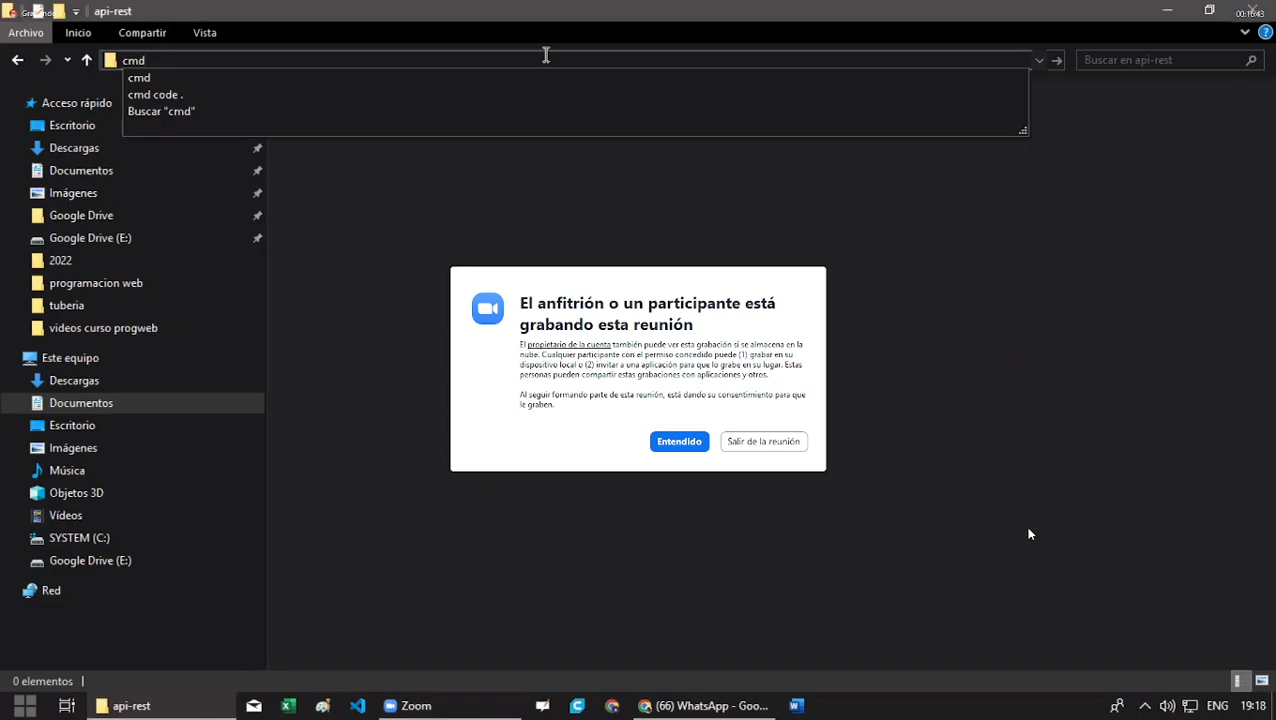 Grabando
api-rest
00:16:43
Archivo
Inicio
Compartir
Vista
cmd
Buscar en api-rest
cmd
cmd code .
Buscar "cmd"
Acceso rápido
Escritorio
Descargas
Documentos
Imágenes
Google Drive
Google Drive (E:)
2022
programacion web
tuberia
videos curso progweb
Este equipo
Descargas
Documentos
Escritorio
Imágenes
Música
Objetos 3D
Vídeos
SYSTEM (C:)
Google Drive (E:)
Red
El anfitrión o un participante está
grabando esta reunión
El propietario de la cuenta también puede ver esta grabación si se almacena en la
nube. Cualquier participante con el permiso concedido puede (1) grabar en su
dispositivo local o (2) invitar a una aplicación para que lo grabe en su lugar. Estas
personas pueden compartir estas grabaciones con aplicaciones y otros.
Al seguir formando parte de esta reunión, está dando su consentimiento para que
le graben.
Entendido
Salir de la reunión
0 elementos
api-rest
Zoom
(66) WhatsApp - Goo...
ENG
19:18